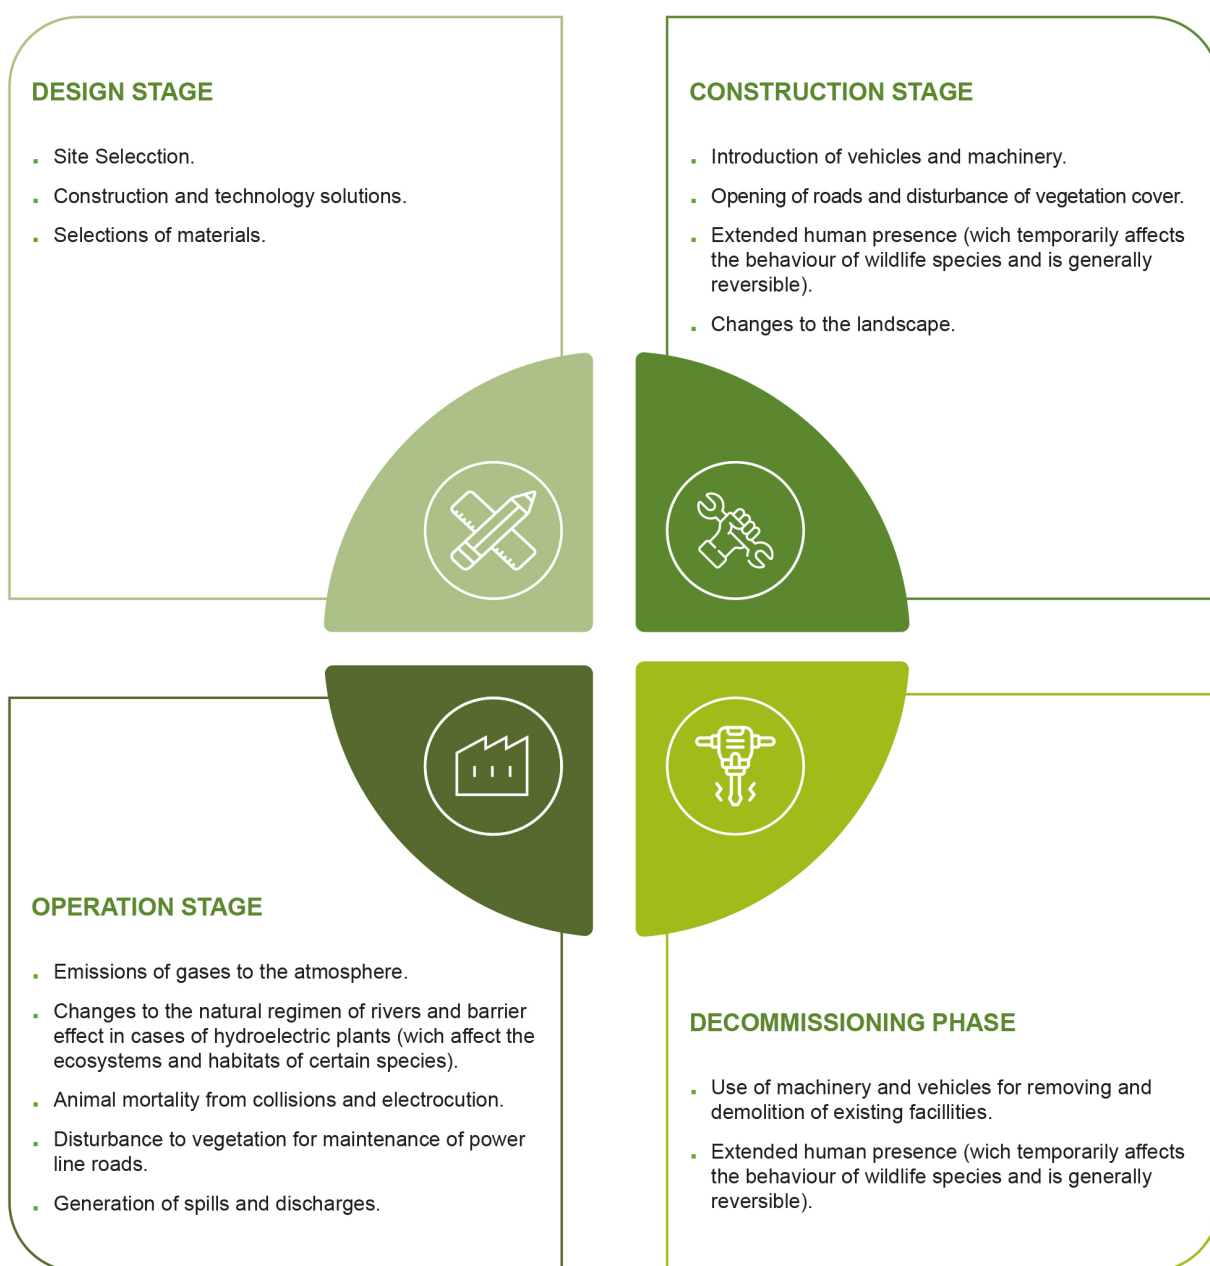 DESIGN STAGE
. Site Selecction.
. Construction and technology solutions.
. Selections of materials.
CONSTRUCTION STAGE
. Introduction of vehicles and machinery.
. Opening of roads and disturbance of vegetation cover.
. Extended human presence (wich temporarily affects
the behaviour of wildlife species and is generally
reversible).
. Changes to the landscape.
OPERATION STAGE
. Emissions of gases to the atmosphere.
. Changes to the natural regimen of rivers and barrier
effect in cases of hydroelectric plants (wich affect the
ecosystems and habitats of certain species).
. Animal mortality from collisions and electrocution.
. Disturbance to vegetation for maintenance of power
line roads.
. Generation of spills and discharges.
DECOMMISSIONING PHASE
. Use of machinery and vehicles for removing and
demolition of existing facillities.
. Extended human presence (wich temporarily affects
the behaviour of wildlife species and is generally
reversible).